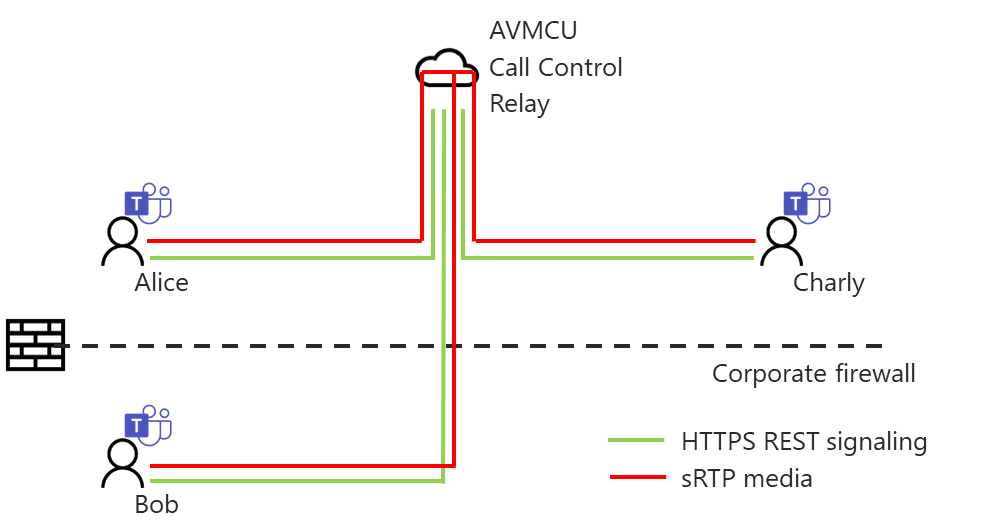 AVMCU
Call Control
Relay
T
T
Alice
Charly
Corporate firewall
T
HTTPS REST signaling
sRTP media
Bob